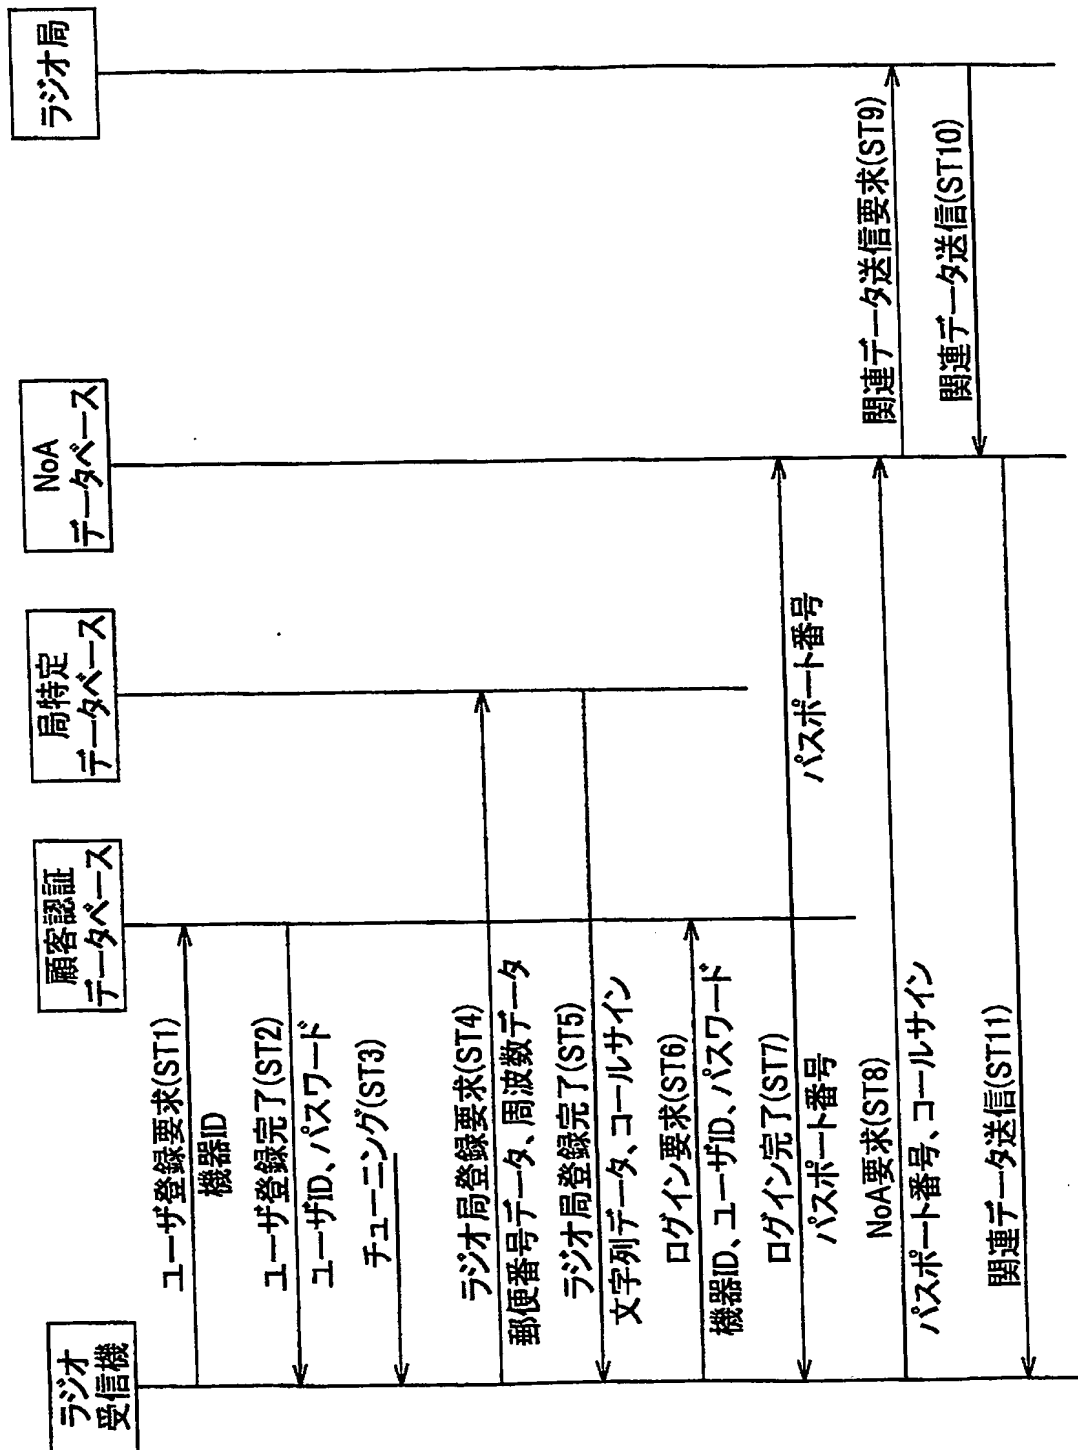 ラジオ
受信機
顧客認証
データベース
局特定
データベース
NoA
データベース
ラジオ局
ユーザ登録要求(ST1)
機器ID
ユーザ登録完了(ST2)
ユーザID、パスワード
チューニング(ST3)
ラジオ局登録要求(ST4)
郵便番号データ、周波数データ
ラジオ局登録完了(ST5)
文字列データ、コールサイン
ログイン要求(ST6)
機器ID、ユーザID、パスワード
ログイン完了(ST7)
パスポート番号
パスポート番号
NoA要求(ST8)
パスポート番号、コールサイン
関連データ送信要求(ST9)
関連データ送信(ST10)
関連データ送信(ST11)